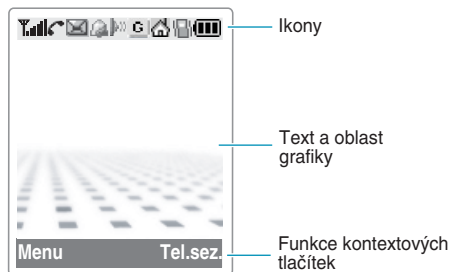 G
Ikony
Text a oblast
grafiky
Menu Tel.sez.
Funkce kontextových
tlačítek